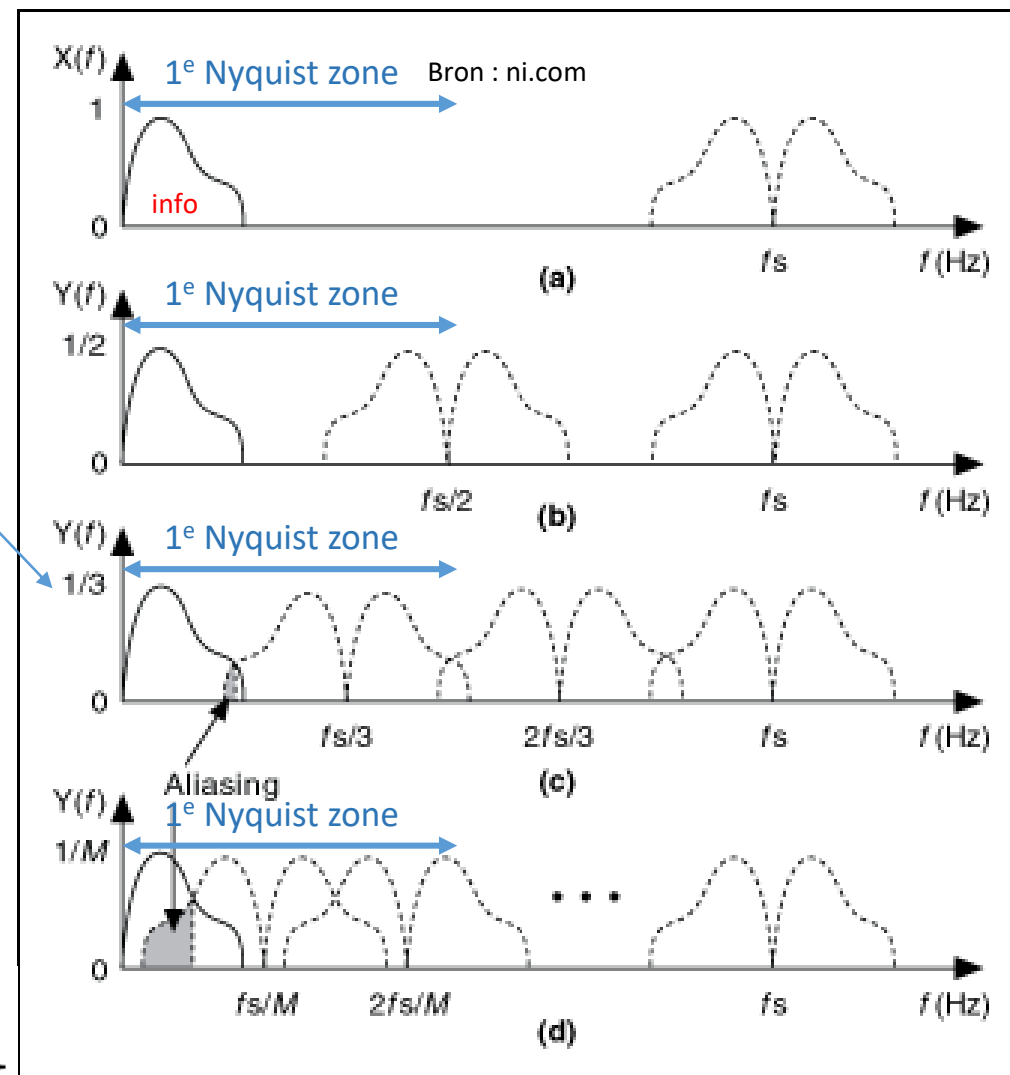 X(f) 1ᵉ Nyquist zone Bron : ni.com
1
info
0
fs f (Hz)
(a)
Y(f) 1ᵉ Nyquist zone
1/2
0
fs/2 fs f (Hz)
(b)
Y(f) 1ᵉ Nyquist zone
1/3
0
fs/3 2fs/3 fs f (Hz)
(c)
Aliasing
Y(f) 1ᵉ Nyquist zone
1/M
0
fs/M 2fs/M fs f (Hz)
(d)